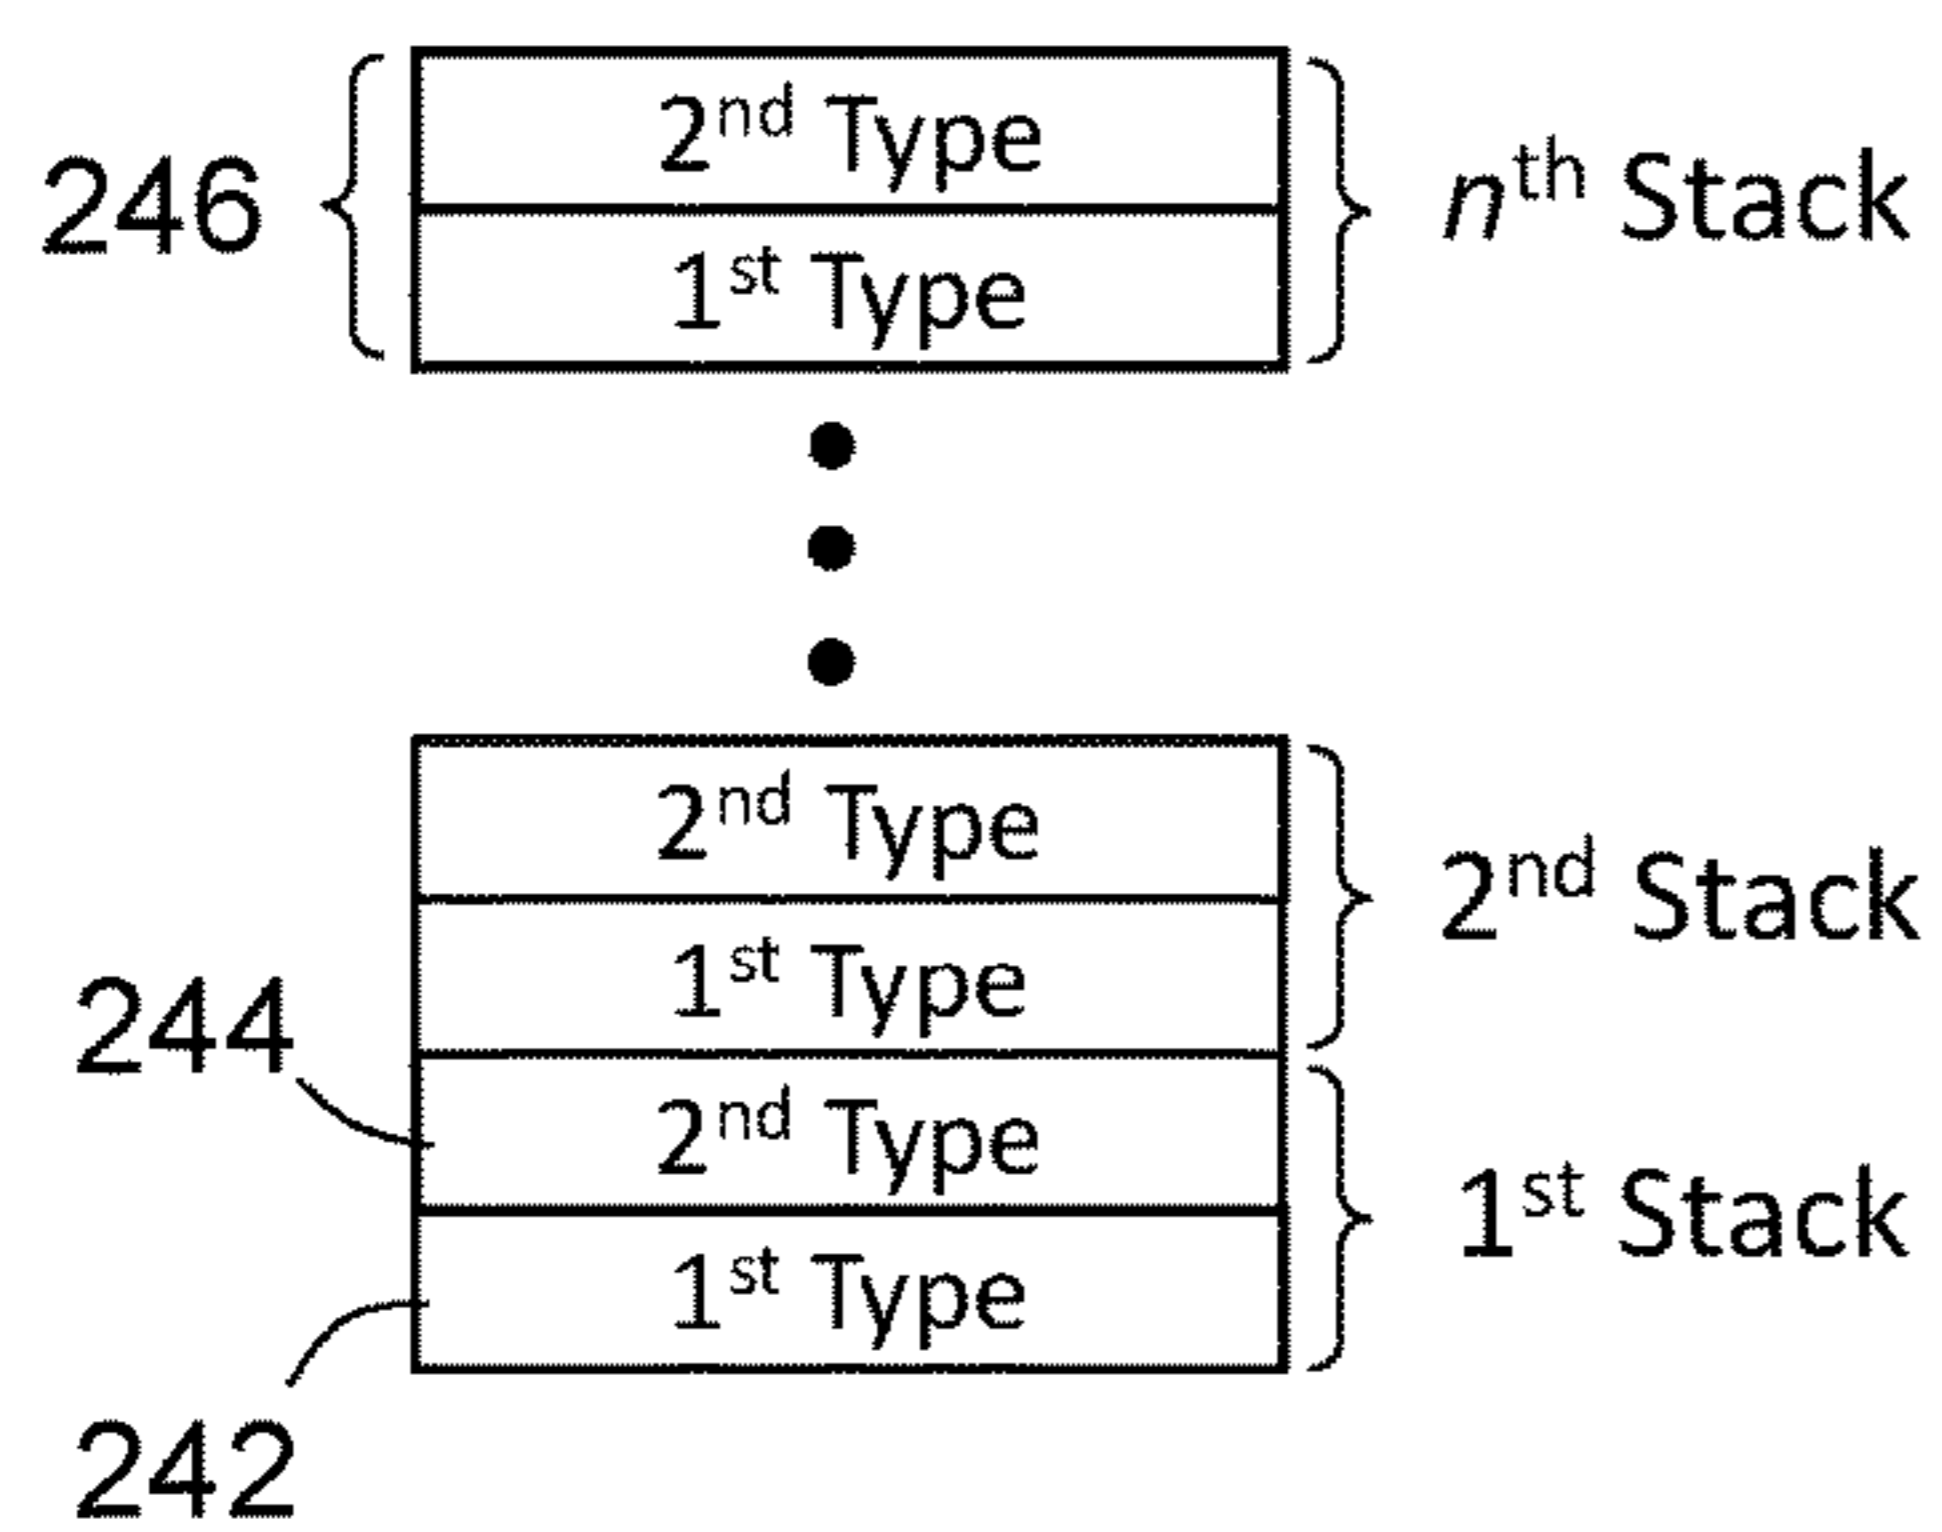 2nd Type
246
nth Stack
1st Type
2nd Type
2nd Stack
1st Type
244
2nd Type
1st Stack
1st Type
242